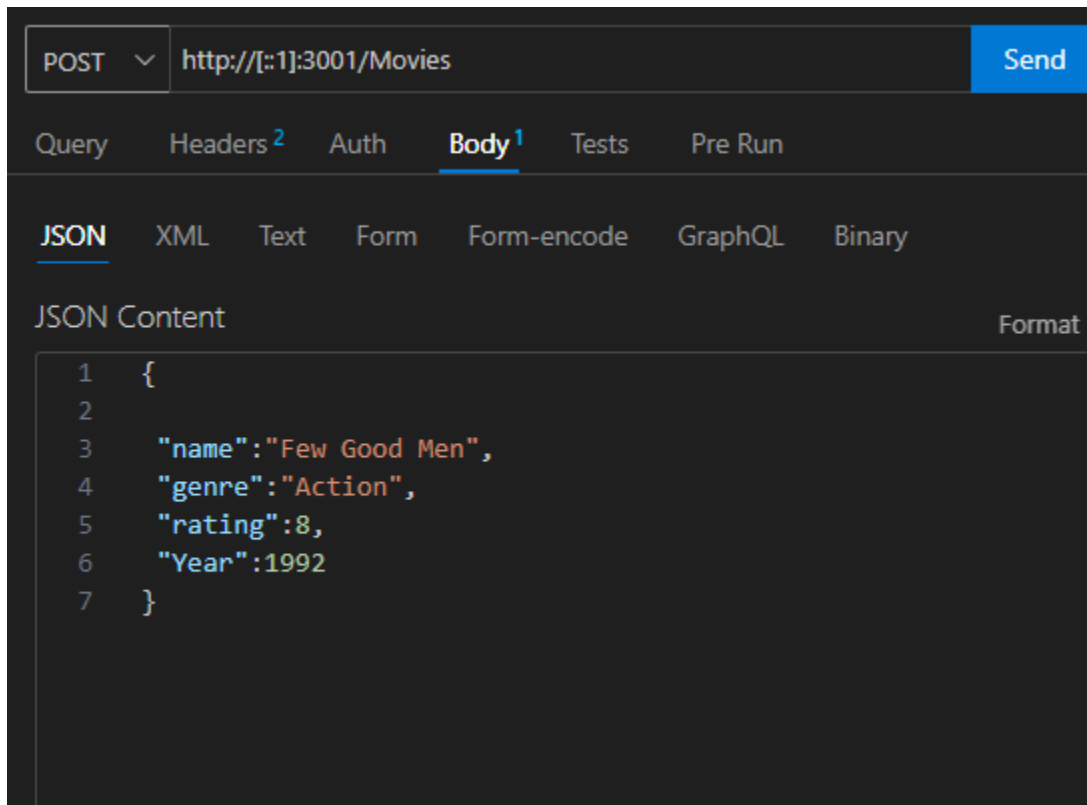 POST http://[::1]:3001/Movies Send
Query Headers 2 Auth Body 1 Tests Pre Run
JSON XML Text Form Form-encode GraphQL Binary
JSON Content Format
1 {
2
3 "name":"Few Good Men",
4 "genre":"Action",
5 "rating":8,
6 "Year":1992
7 }